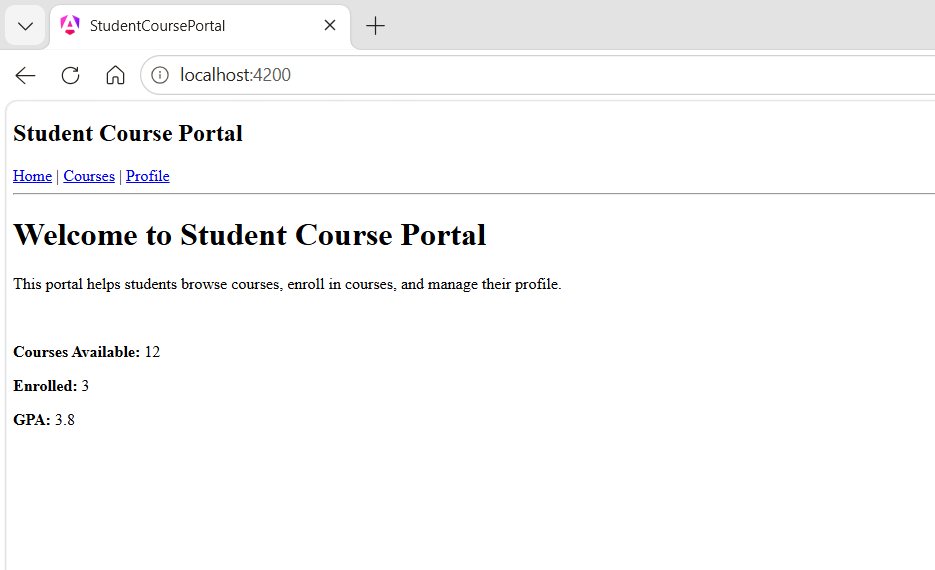 StudentCoursePortal
localhost:4200
Student Course Portal
Home | Courses | Profile
Welcome to Student Course Portal
This portal helps students browse courses, enroll in courses, and manage their profile.
Courses Available: 12
Enrolled: 3
GPA: 3.8